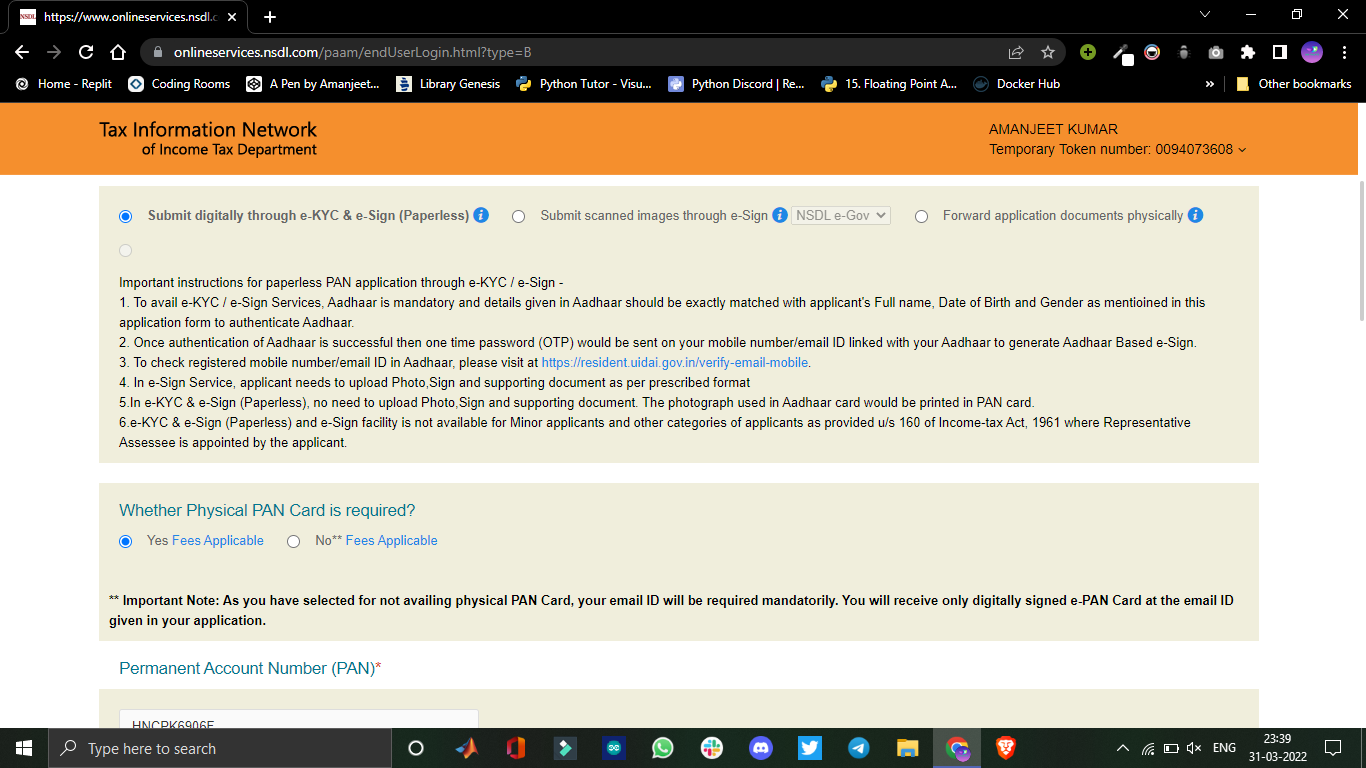 NSDL https://www.onlineservices.nsdl.c
onlineservices.nsdl.com/paam/endUserLogin.html?type=B
Home - Replit Coding Rooms A Pen by Amanjeet... Library Genesis Python Tutor - Visu... Python Discord | Re... 15. Floating Point A... Docker Hub » Other bookmarks
Tax Information Network
of Income Tax Department
AMANJEET KUMAR
Temporary Token number: 0094073608
Submit digitally through e-KYC & e-Sign (Paperless) Submit scanned images through e-Sign NSDL e-Gov Forward application documents physically
Important instructions for paperless PAN application through e-KYC / e-Sign -
1. To avail e-KYC / e-Sign Services, Aadhaar is mandatory and details given in Aadhaar should be exactly matched with applicant's Full name, Date of Birth and Gender as mentioined in this
application form to authenticate Aadhaar.
2. Once authentication of Aadhaar is successful then one time password (OTP) would be sent on your mobile number/email ID linked with your Aadhaar to generate Aadhaar Based e-Sign.
3. To check registered mobile number/email ID in Aadhaar, please visit at https://resident.uidai.gov.in/verify-email-mobile.
4. In e-Sign Service, applicant needs to upload Photo,Sign and supporting document as per prescribed format
5.In e-KYC & e-Sign (Paperless), no need to upload Photo,Sign and supporting document. The photograph used in Aadhaar card would be printed in PAN card.
6.e-KYC & e-Sign (Paperless) and e-Sign facility is not available for Minor applicants and other categories of applicants as provided u/s 160 of Income-tax Act, 1961 where Representative
Assessee is appointed by the applicant.
Whether Physical PAN Card is required?
Yes Fees Applicable No** Fees Applicable
** Important Note: As you have selected for not availing physical PAN Card, your email ID will be required mandatorily. You will receive only digitally signed e-PAN Card at the email ID
given in your application.
Permanent Account Number (PAN)*
Type here to search
ENG
23:39
31-03-2022